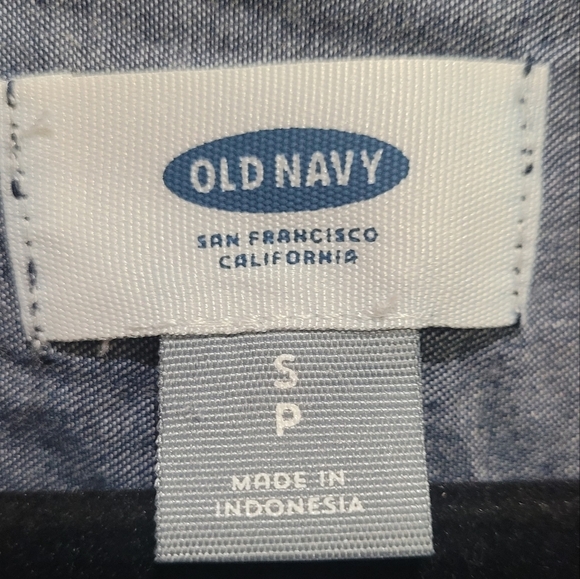 OLD NAVY
SAN FRANCISCO
CALIFORNIA
S
P
MADE IN
INDONESIA